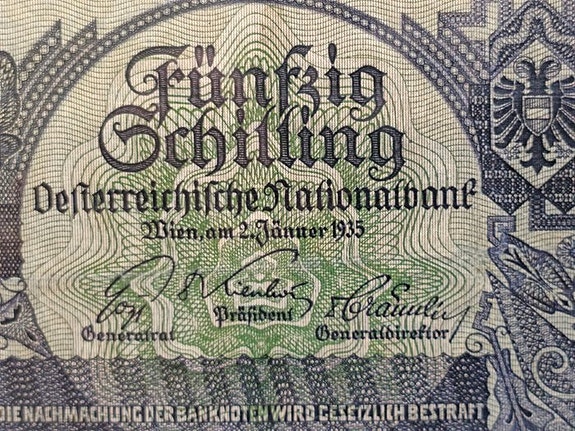 Fünfzig
Schilling
Oesterreichische Nationalbank
Wien, am 2. Jänner 1935
Generalrat Präsident Generaldirektor
DIE NACHMACHUNG DER BANKNOTEN WIRD GESETZLICH BESTRAFT